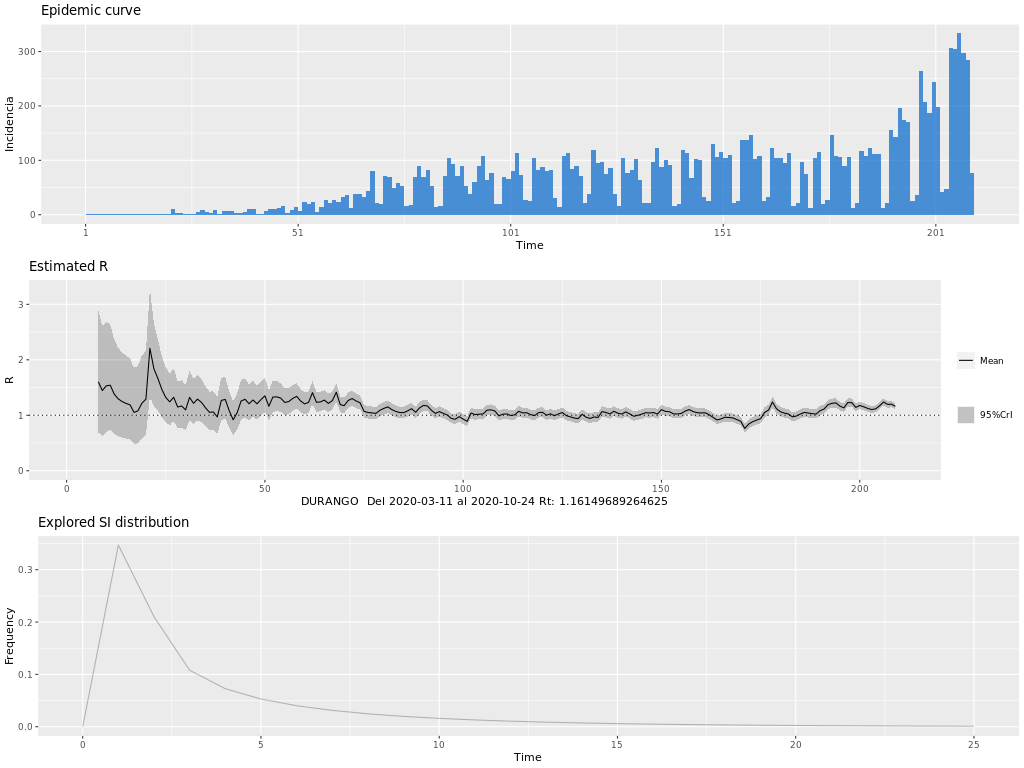 Epidemic curve
300
200
100
0
Incidencia
1
51
101
151
201
Time
Estimated R
3
2
1
0
R
0
50
100
150
200
DURANGO Del 2020-03-11 al 2020-10-24 Rt: 1.16149689264625
Mean
95%CrI
Explored SI distribution
0.3
0.2
0.1
0.0
Frequency
0
5
10
15
20
25
Time